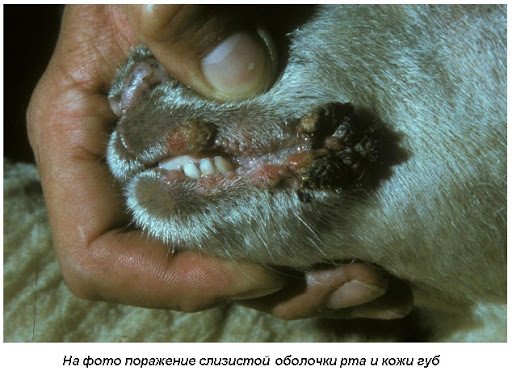 На фото поражение слизистой оболочки рта и кожи губ